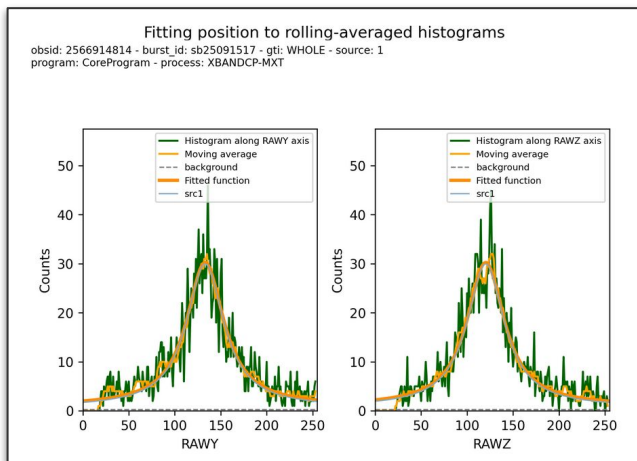 Fitting position to rolling-averaged histograms
obsid: 2566914814 - burst_id: sb25091517 - gti: WHOLE - source: 1
program: CoreProgram - process: XBANDCP-MXT
Histogram along RAWY axis
Moving average
background
Fitted function
src1
50
40
30
20
10
0
Counts
0 50 100 150 200 250
RAWY
Histogram along RAWZ axis
Moving average
background
Fitted function
src1
50
40
30
20
10
0
Counts
0 50 100 150 200 250
RAWZ